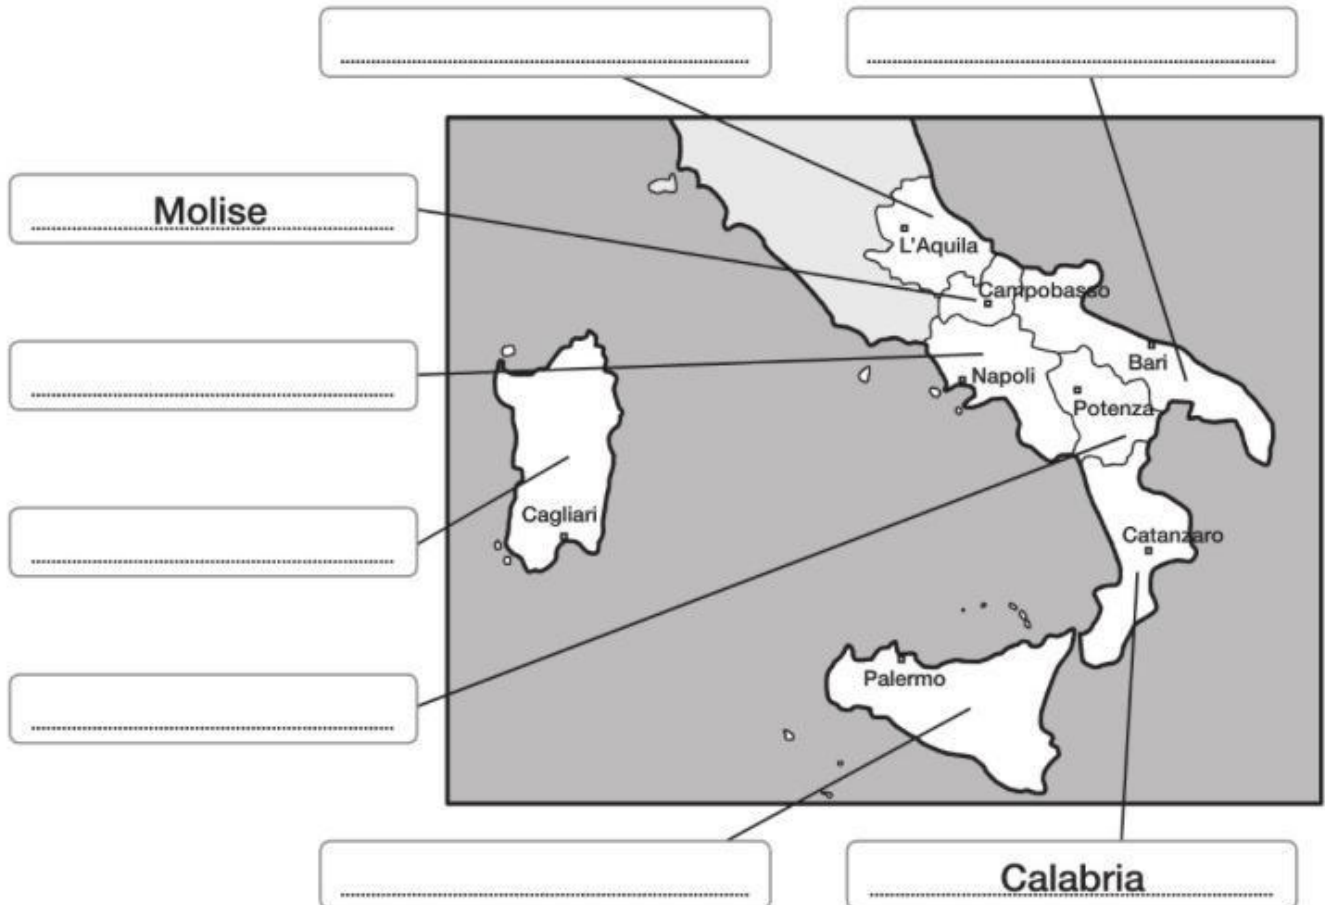 Molise
L'Aquila
Campobasso
Bari
Napoli
Potenza
Cagliari
Catanzaro
Palermo
Calabria